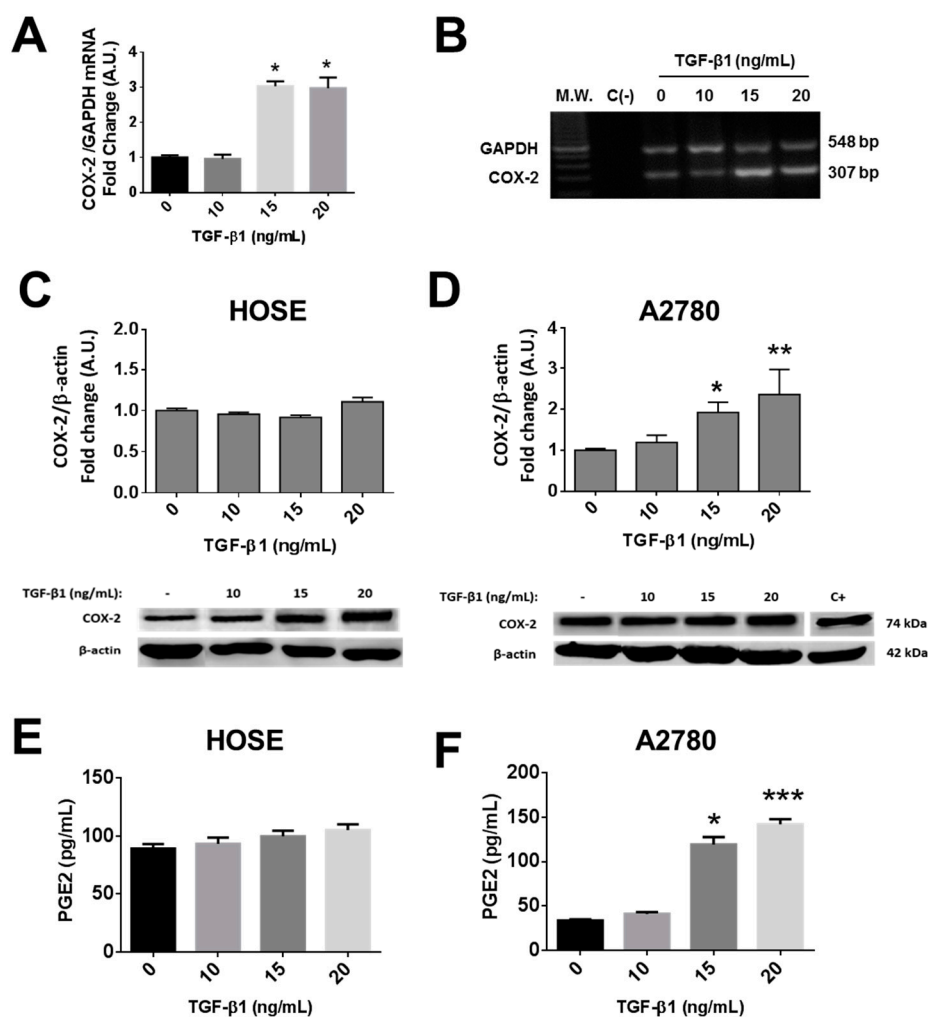 A
COX-2 /GAPDH mRNA
Fold Change (A.U.)
4
3
2
1
0
*
*
0
10
15
20
TGF-β1 (ng/mL)
B
TGF-β1 (ng/mL)
M.W. C(-) 0 10 15 20
GAPDH 548 bp
COX-2 307 bp
C
HOSE
COX-2/β-actin
Fold change (A.U.)
2.0
1.5
1.0
0.5
0.0
0
10
15
20
TGF-β1 (ng/mL)
TGF-β1 (ng/mL): - 10 15 20
COX-2
β-actin
D
A2780
COX-2/β-actin
Fold change (A.U.)
4
3
2
1
0
*
**
0
10
15
20
TGF-β1 (ng/mL)
TGF-β1 (ng/mL): - 10 15 20 C+
COX-2 74 kDa
β-actin 42 kDa
E
HOSE
PGE2 (pg/mL)
150
100
50
0
0
10
15
20
TGF-β1 (ng/mL)
F
A2780
PGE2 (pg/mL)
200
150
100
50
0
*
***
0
10
15
20
TGF-β1 (ng/mL)